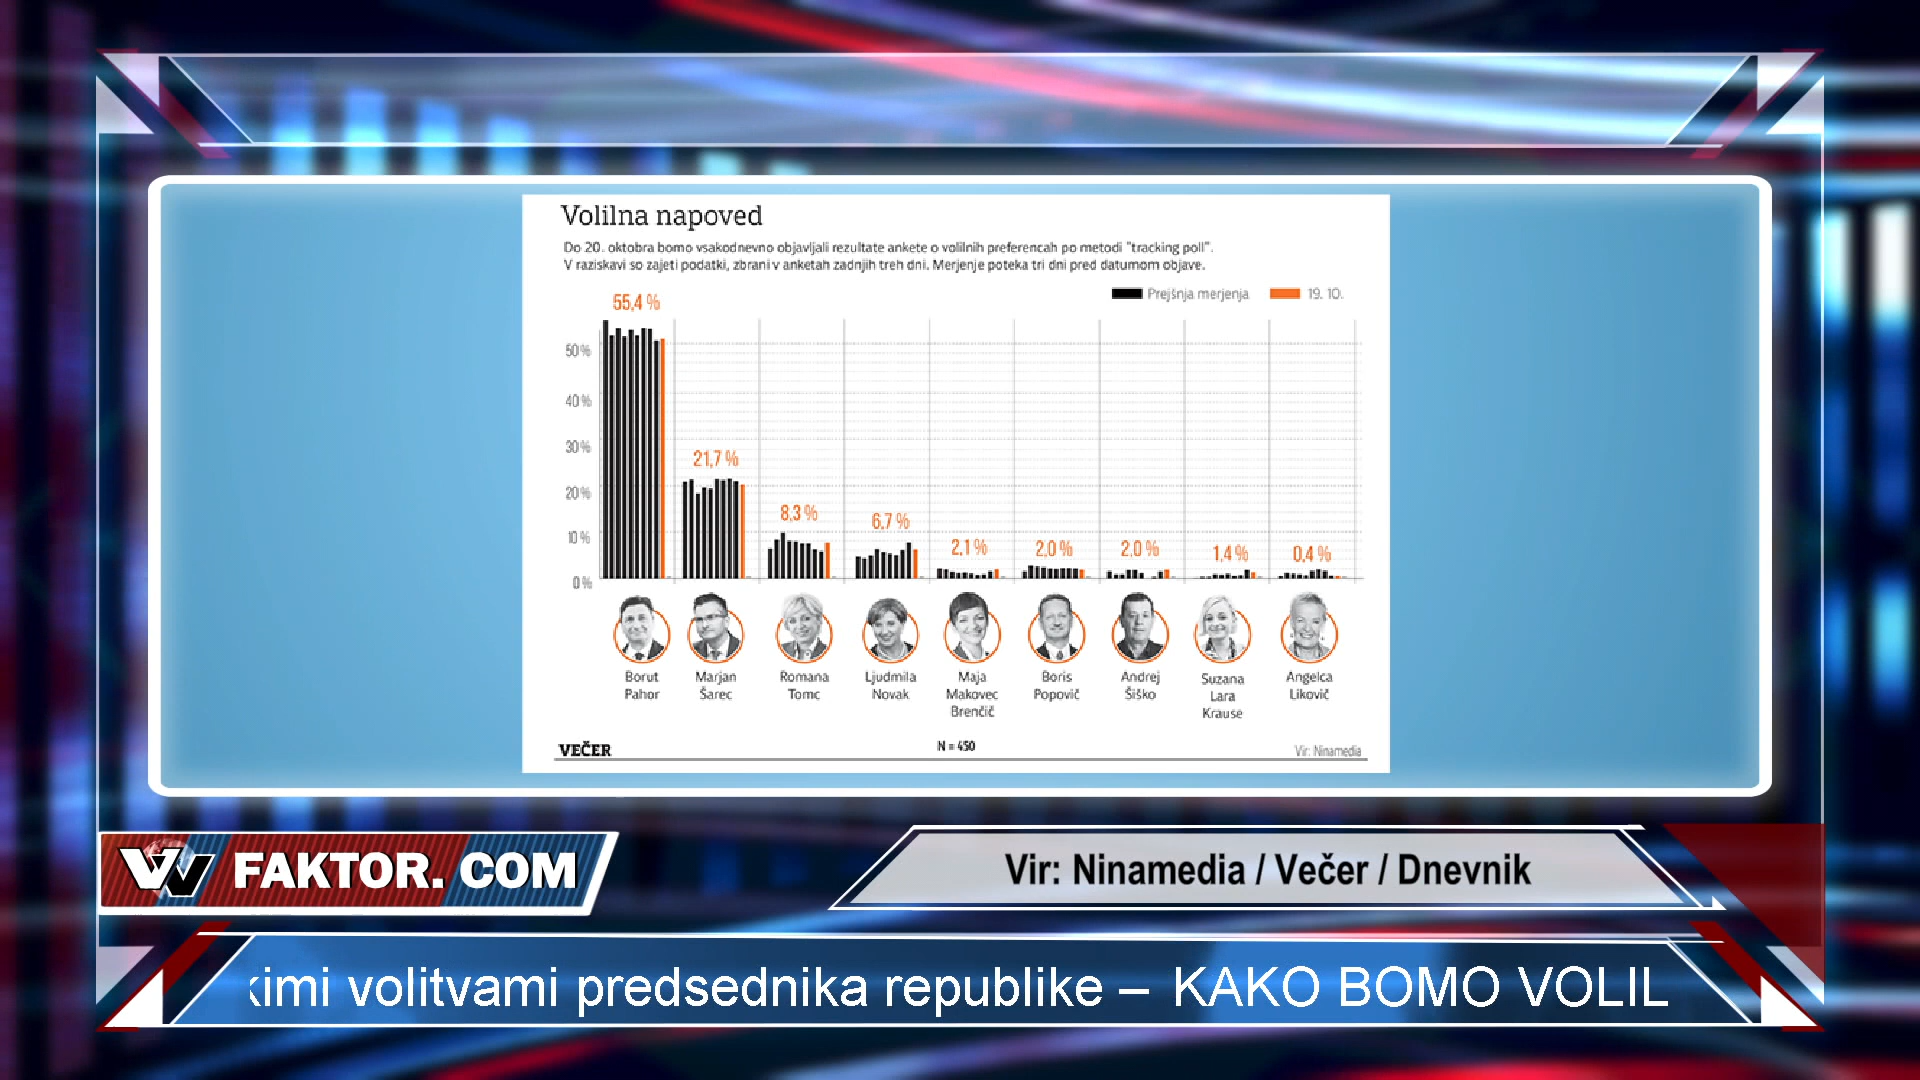 Volilna napoved
Do 20. oktobra bomo vsakodnevno objavljali rezultate ankete o volilnih preferencah po metodi "tracking poll".
V raziskavi so zajeti podatki, zbrani v anketah zadnjih treh dni. Merjenje poteka tri dni pred datumom objave.
Prejšnja merjenja 19. 10.
55,4 %
21,7 %
8,3 %
6,7 %
2,1 %
2,0 %
2,0 %
1,4 %
0,4 %
50 %
40 %
30 %
20 %
10 %
0 %
Borut
Pahor
Marjan
Šarec
Romana
Tomc
Ljudmila
Novak
Maja
Makovec
Brenčič
Boris
Popovič
Andrej
Šiško
Suzana
Lara
Krause
Angelca
Likovič
VEČER
N = 450
Vir: Ninamedia
FAKTOR. COM
Vir: Ninamedia / Večer / Dnevnik
kimi volitvami predsednika republike – KAKO BOMO VOLIL